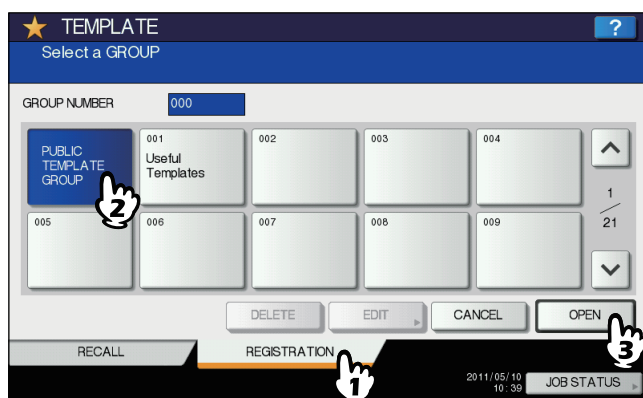 TEMPLATE
?
Select a GROUP
GROUP NUMBER 000
PUBLIC
TEMPLATE
GROUP
001
Useful
Templates
002
003
004
2
1
21
005
006
007
008
009
DELETE
EDIT
CANCEL
OPEN
3
RECALL
REGISTRATION
1
2011/05/10
10:39
JOB STATUS